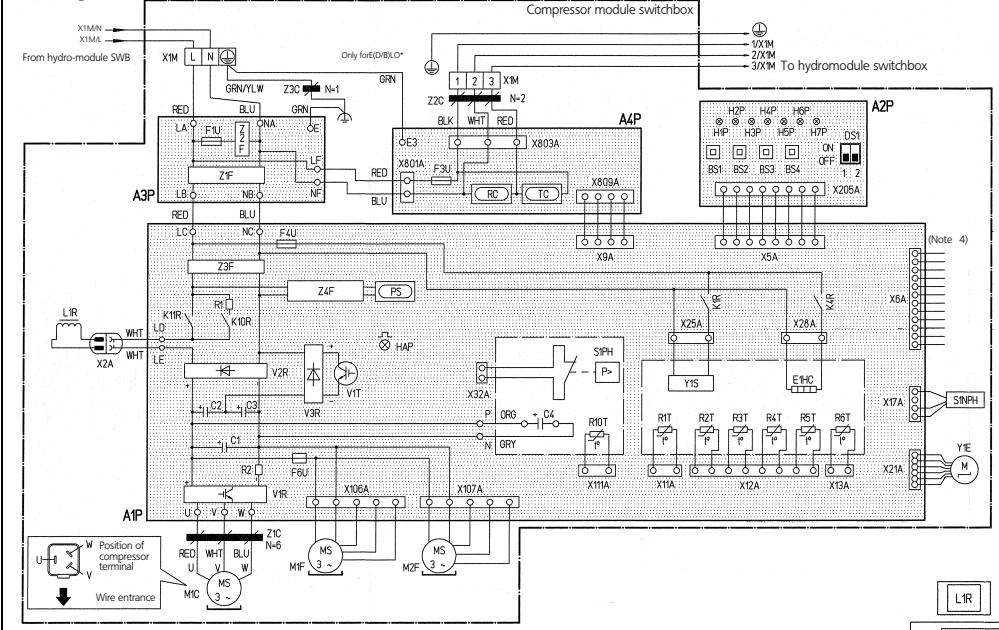 Compressor module switchbox
X1M/N
X1M/L
From hydro-module SWB
X1M
L N
Only forE(D/B)LO*
GRN
GRN/YLW
Z3C
N=1
1/X1M
2/X1M
3/X1M
To hydromodule switchbox
1 2 3
X1M
Z2C
N=2
RED
BLU
GRN
BLK
WHT
RED
A4P
A2P
LA
F1U
Z2F
NA
E
E3
X803A
X801A
F3U
LF
NF
RED
BLU
RC
TC
X809A
Z1F
A3P
LB
NB
H2P H4P H6P
H1P H3P H5P H7P
DS1
ON
OFF
1 2
BS1 BS2 BS3 BS4
X205A
RED
BLU
LC
NC
F4U
X9A
X5A
(Note 4)
Z3F
Z4F
PS
R1
K11R
K10R
K1R
K4R
X6A
L1R
WHT
LD
WHT
LE
X2A
HAP
X25A
X28A
V2R
V1T
V3R
S1PH
P>
X32A
Y1S
E1HC
C2
C3
P
ORG
C4
N
GRY
R10T
t°
R1T
t°
R2T
t°
R3T
t°
R4T
t°
R5T
t°
R6T
t°
X17A
S1NPH
C1
R2
F6U
X111A
X11A
X12A
X13A
X21A
Y1E
M
V1R
X106A
X107A
A1P
U V W
Z1C
N=6
RED WHT BLU
U V W
M1C
MS
3 ~
M1F
MS
3 ~
M2F
MS
3 ~
U
W
V
Position of
compressor
terminal
Wire entrance
L1R